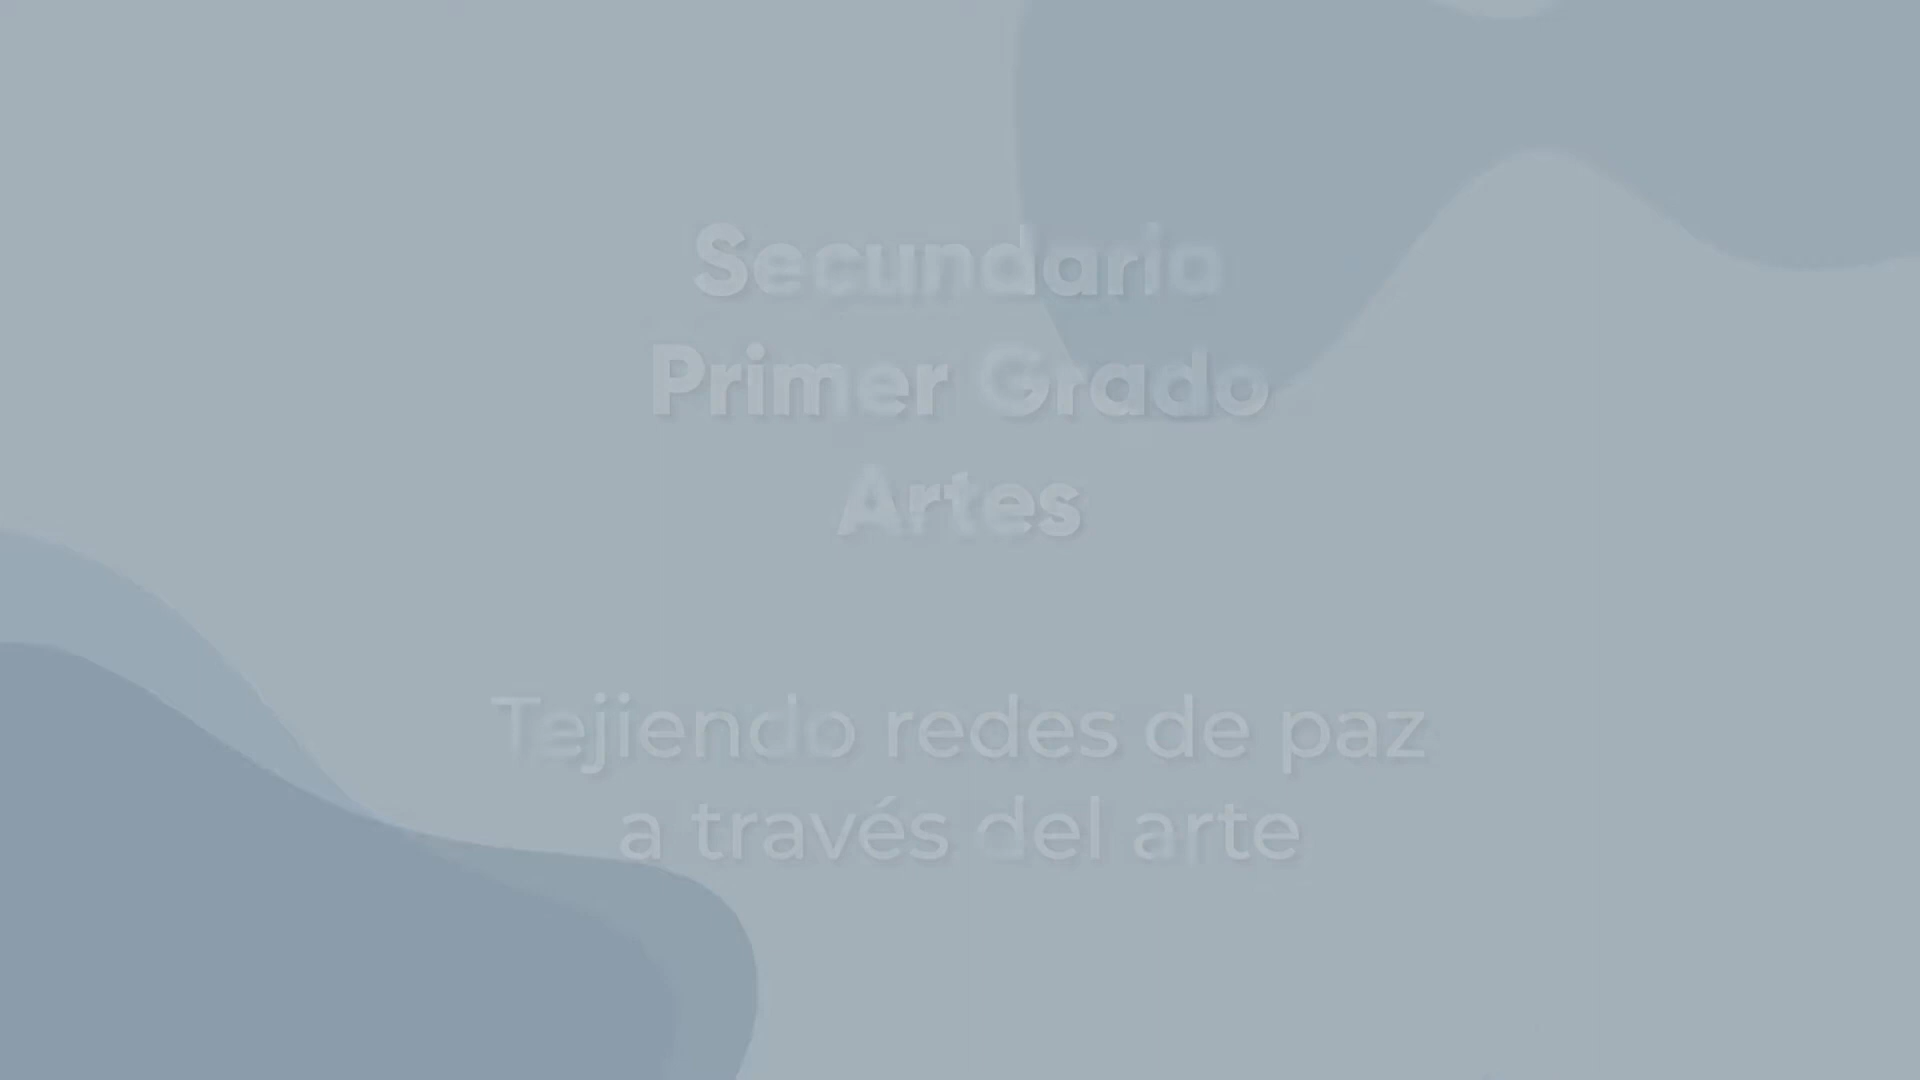 Secundaria
Primer Grado
Artes
Tejiendo redes de paz
a través del arte